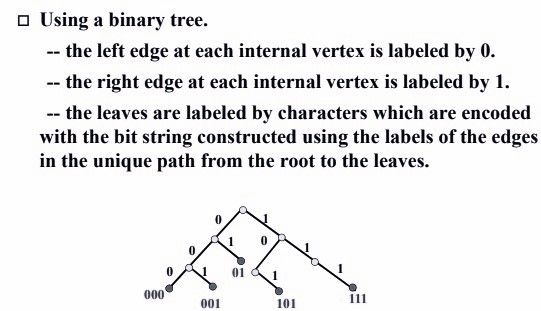 □ Using a binary tree.
-- the left edge at each internal vertex is labeled by 0.
-- the right edge at each internal vertex is labeled by 1.
-- the leaves are labeled by characters which are encoded
with the bit string constructed using the labels of the edges
in the unique path from the root to the leaves.
0 1
0 1 0 1
0 1 01 1 1
000 001 101 111